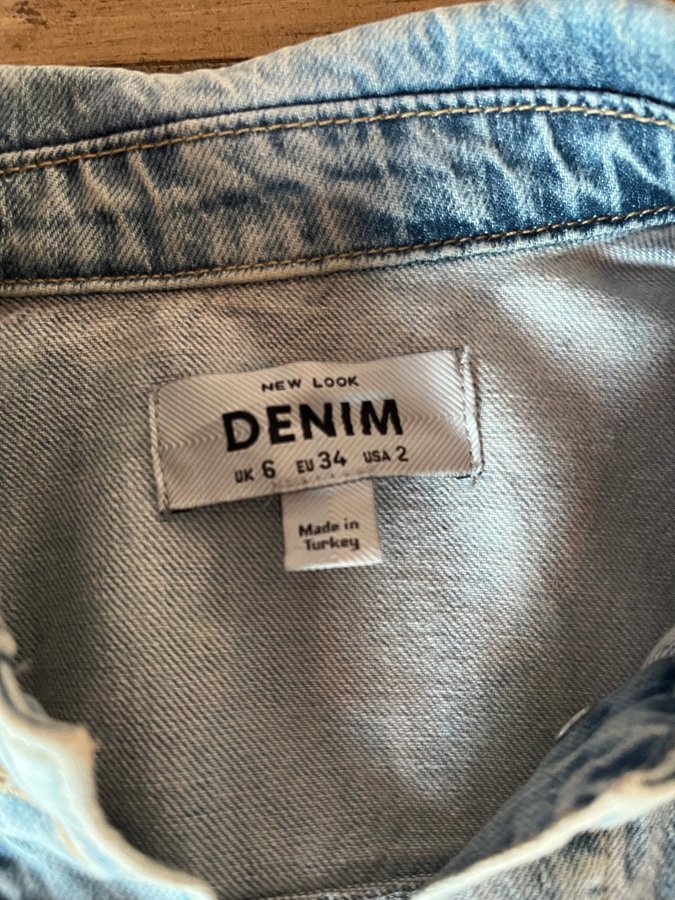 NEW LOOK
DENIM
UK 6 EU 34 USA 2
Made in
Turkey